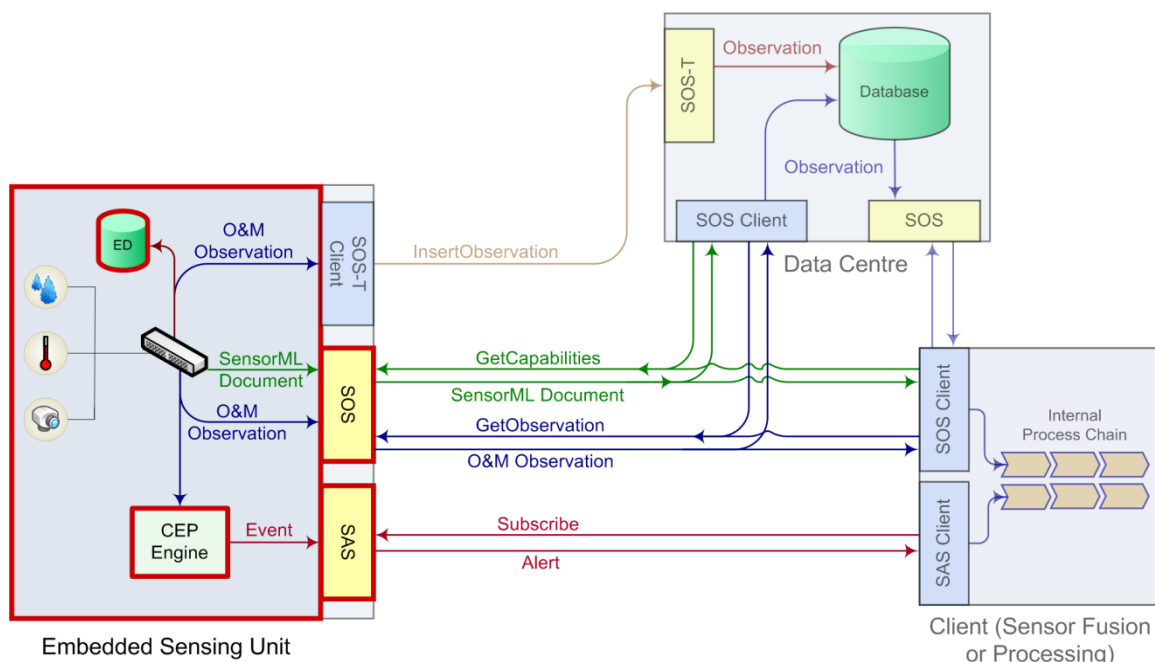 Observation
SOS-T
Database
Observation
SOS Client
SOS
Data Centre
O&M
Observation
ED
SOS-T
Client
InsertObservation
SensorML
Document
GetCapabilities
SensorML Document
SOS
O&M
Observation
GetObservation
O&M Observation
SOS Client
Internal
Process Chain
CEP
Engine
Event
SAS
Subscribe
Alert
SAS Client
Embedded Sensing Unit
Client (Sensor Fusion
or Processing)